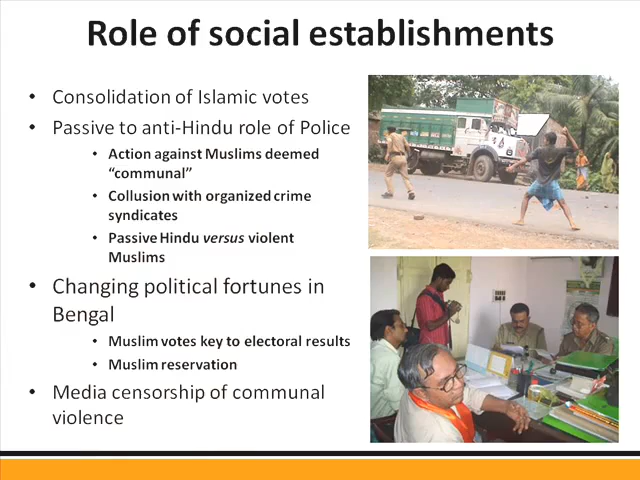 Role of social establishments
• Consolidation of Islamic votes
• Passive to anti-Hindu role of Police
• Action against Muslims deemed
“communal”
• Collusion with organized crime
syndicates
• Passive Hindu versus violent
Muslims
• Changing political fortunes in
Bengal
• Muslim votes key to electoral results
• Muslim reservation
• Media censorship of communal
violence